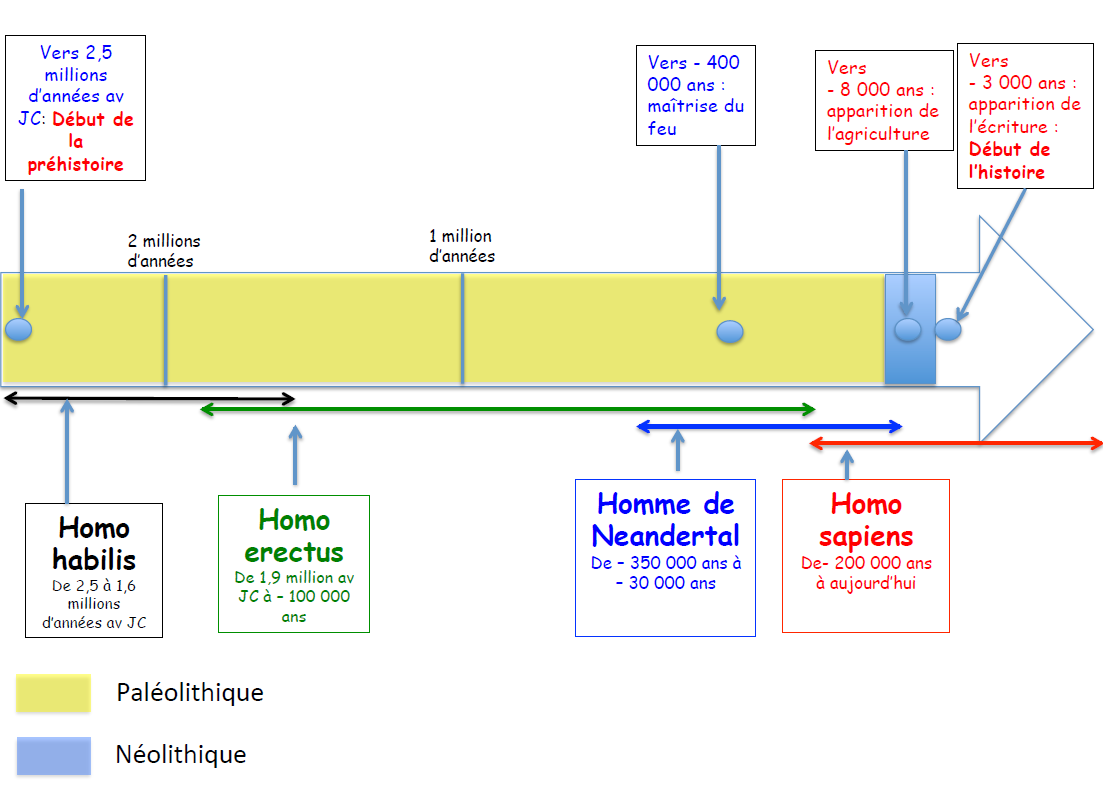 Vers 2,5
millions
d'années av
JC: Début de
la
préhistoire
Vers - 400
000 ans :
maîtrise du
feu
Vers
- 8 000 ans :
apparition de
l'agriculture
Vers
- 3 000 ans :
apparition de
l'écriture :
Début de
l'histoire
2 millions
d'années
1 million
d'années
Homo
habilis
De 2,5 à 1,6
millions
d'années av JC
Homo
erectus
De 1,9 million av
JC à – 100 000
ans
Homme de
Neandertal
De – 350 000 ans à
– 30 000 ans
Homo
sapiens
De- 200 000 ans
à aujourd'hui
Paléolithique
Néolithique